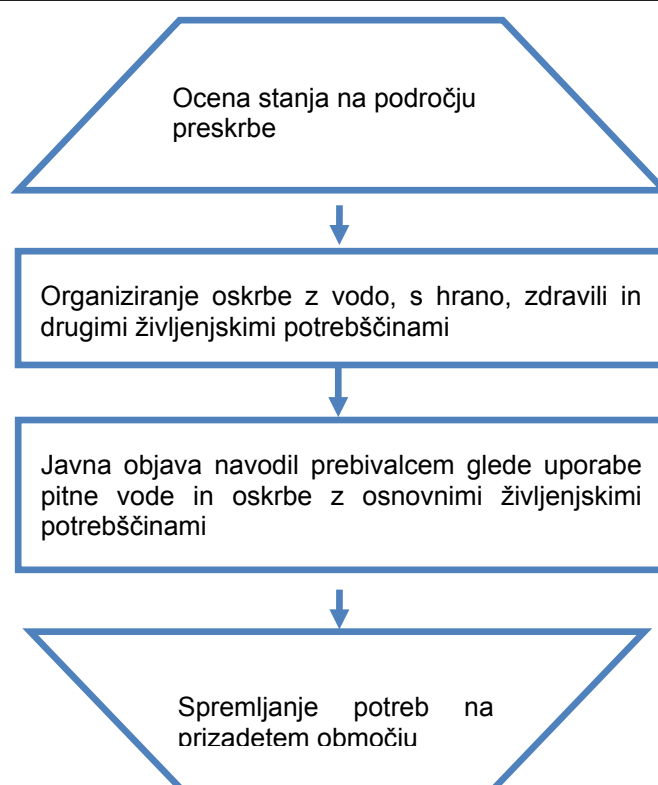 Ocena stanja na področju
preskrbe
Organiziranje oskrbe z vodo, s hrano, zdravili in
drugimi življenjskimi potrebščinami
Javna objava navodil prebivalcem glede uporabe
pitne vode in oskrbe z osnovnimi življenjskimi
potrebščinami
Spremljanje potreb na
prizadetem območju